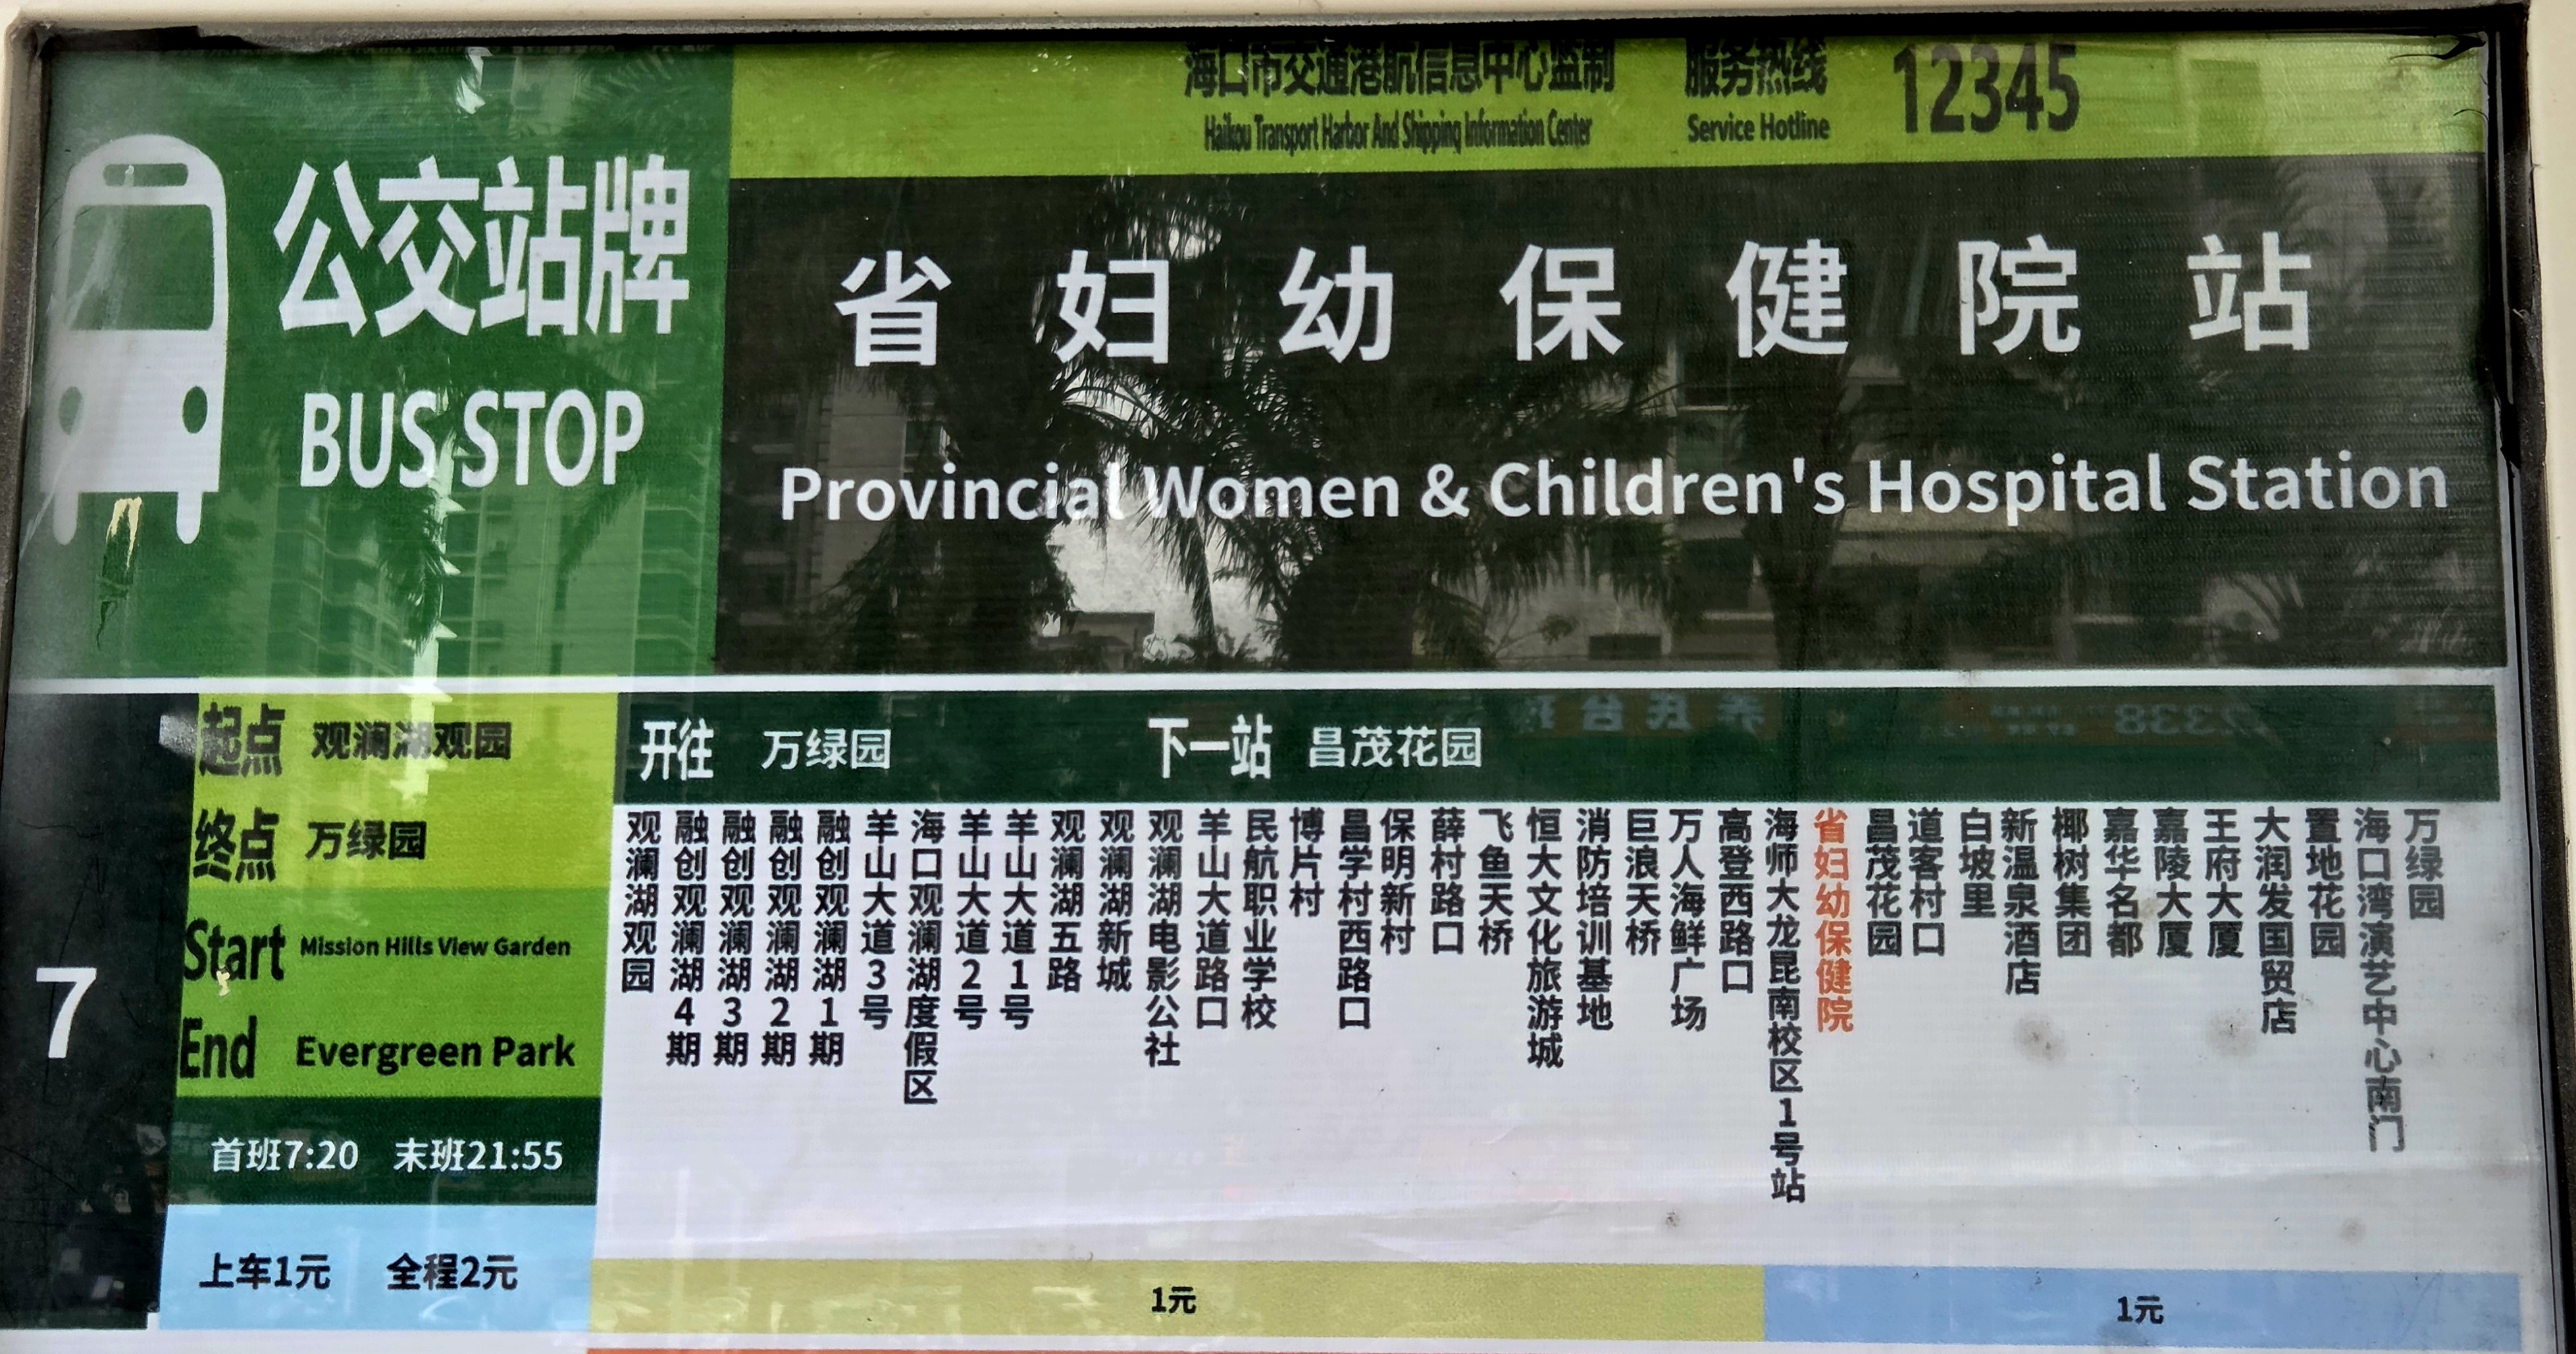 海口市交通港航信息中心监制 服务热线 12345
Haikou Transport Harbor And Shipping Information Center Service Hotline
公交站牌
BUS STOP
省妇幼保健院站
Provincial Women & Children's Hospital Station
7
起点 观澜湖观园
终点 万绿园
Start Mission Hills View Garden
End Evergreen Park
首班7:20 末班21:55
上车1元 全程2元
开往 万绿园 下一站 昌茂花园
观澜湖观园
融创观澜湖4期
融创观澜湖3期
融创观澜湖2期
融创观澜湖1期
羊山大道3号
海口观澜湖度假区
羊山大道2号
羊山大道1号
观澜湖五路
观澜湖新城
观澜湖电影公社
羊山大道路口
民航职业学校
博片村
昌学村西路口
保明新村
薛村路口
飞鱼天桥
恒大文化旅游城
消防培训基地
巨浪天桥
万人海鲜广场
高登西路口
海师大龙昆南校区1号站
省妇幼保健院
昌茂花园
道客村口
白坡里
新温泉酒店
椰树集团
嘉华名都
嘉陵大厦
王府大厦
大润发国贸店
置地花园
海口湾演艺中心南门
万绿园
1元
1元